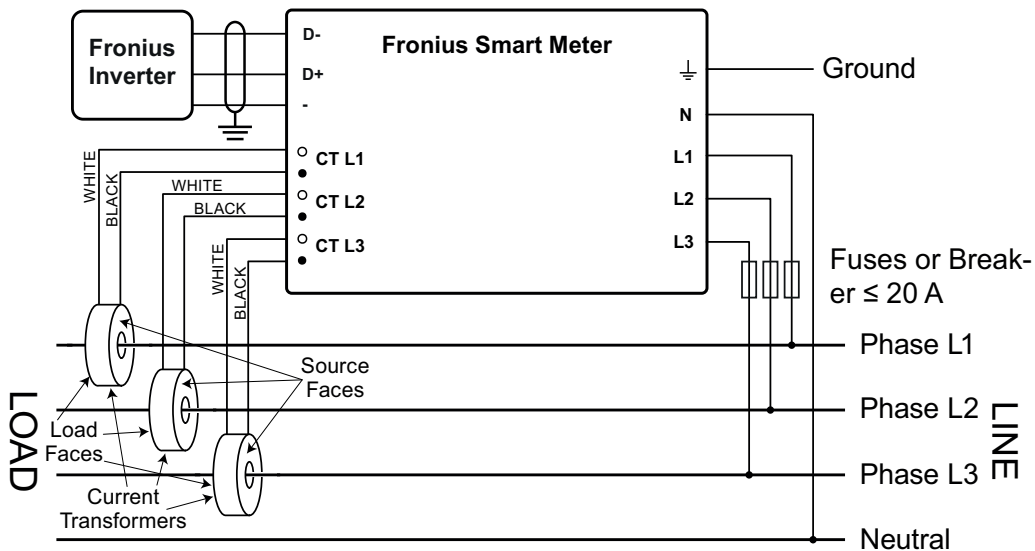 Fronius
Inverter
D-
D+
-
Fronius Smart Meter
Ground
N
L1
L2
L3
CT L1
CT L2
CT L3
WHITE
BLACK
WHITE
BLACK
WHITE
BLACK
Fuses or Break-
er ≤ 20 A
Phase L1
Phase L2
Phase L3
Neutral
Source
Faces
Load
Faces
Current
Transformers
LOAD
LINE